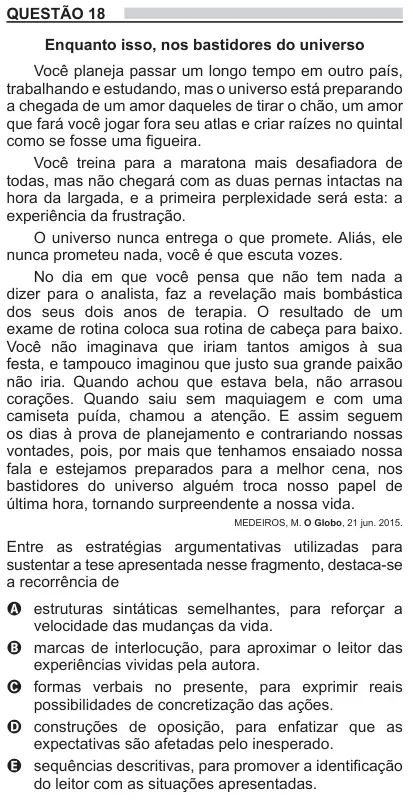 QUESTÃO 18
Enquanto isso, nos bastidores do universo
Você planeja passar um longo tempo em outro país,
trabalhando e estudando, mas o universo está preparando
a chegada de um amor daqueles de tirar o chão, um amor
que fará você jogar fora seu atlas e criar raízes no quintal
como se fosse uma figueira.
Você treina para a maratona mais desafiadora de
todas, mas não chegará com as duas pernas intactas na
hora da largada, e a primeira perplexidade será esta: a
experiência da frustração.
O universo nunca entrega o que promete. Aliás, ele
nunca prometeu nada, você é que escuta vozes.
No dia em que você pensa que não tem nada a
dizer para o analista, faz a revelação mais bombástica
dos seus dois anos de terapia. O resultado de um
exame de rotina coloca sua rotina de cabeça para baixo.
Você não imaginava que iriam tantos amigos à sua
festa, e tampouco imaginou que justo sua grande paixão
não iria. Quando achou que estava bela, não arrasou
corações. Quando saiu sem maquiagem e com uma
camiseta puída, chamou a atenção. E assim seguem
os dias à prova de planejamento e contrariando nossas
vontades, pois, por mais que tenhamos ensaiado nossa
fala e estejamos preparados para a melhor cena, nos
bastidores do universo alguém troca nosso papel de
última hora, tornando surpreendente a nossa vida.
MEDEIROS, M. O Globo, 21 jun. 2015.
Entre as estratégias argumentativas utilizadas para
sustentar a tese apresentada nesse fragmento, destaca-se
a recorrência de
A estruturas sintáticas semelhantes, para reforçar a
velocidade das mudanças da vida.
B marcas de interlocução, para aproximar o leitor das
experiências vividas pela autora.
C formas verbais no presente, para exprimir reais
possibilidades de concretização das ações.
D construções de oposição, para enfatizar que as
expectativas são afetadas pelo inesperado.
E sequências descritivas, para promover a identificação
do leitor com as situações apresentadas.